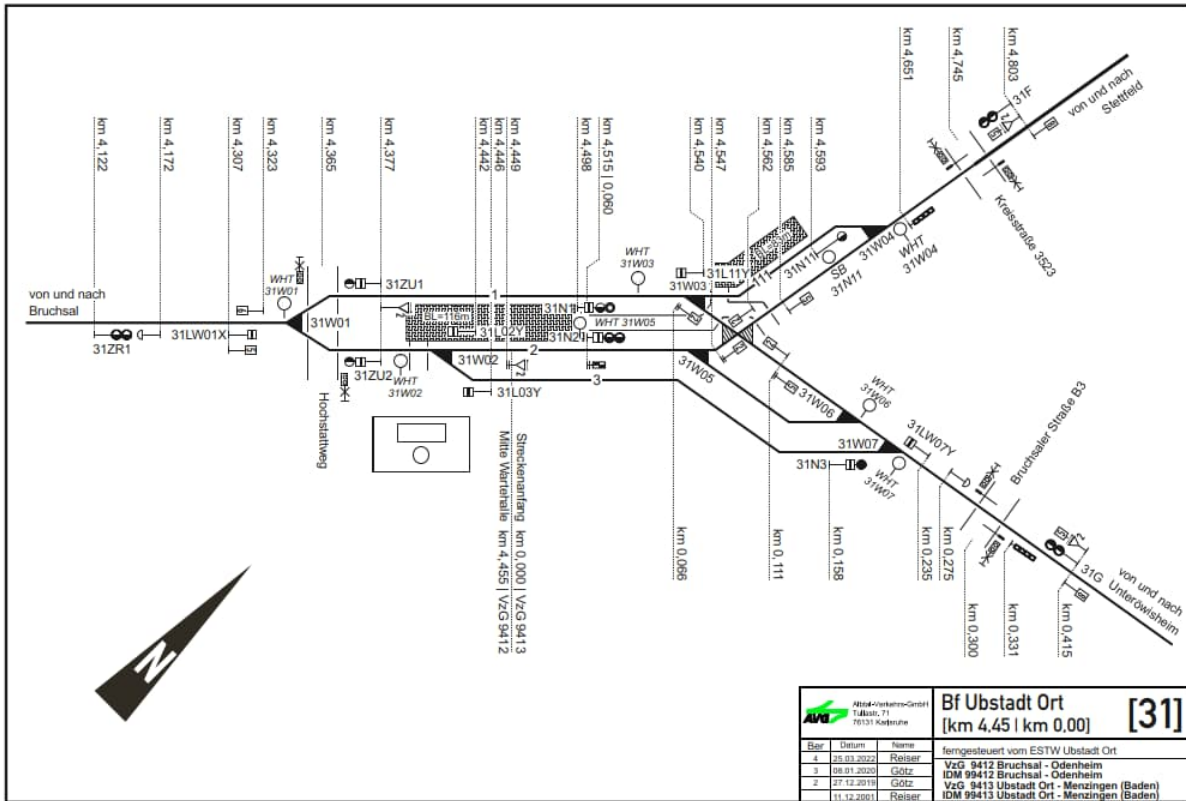 km 4,651
km 4,745
km 4,803
31F
von und nach
Stettfeld
km 4,122
km 4,172
km 4,307
km 4,323
km 4,365
km 4,377
km 4,442
km 4,446
km 4,449
km 4,498
km 4,515 | 0,060
km 4,540
km 4,547
km 4,562
km 4,585
km 4,593
Kreisstraße 3523
WHT
31W04
31W04
SB
31N11
31N11
111
31L11Y
31W03
WHT
31W03
WHT
31W01
31ZU1
1
von und nach
Bruchsal
31ZR1
31LW01X
31W01
BL=116m
31L02Y
31N1
WHT 31W05
31N2
2
31ZU2
WHT
31W02
31W02
31L03Y
3
31W05
31W06
WHT
31W06
31W07
WHT
31W07
31LW07Y
31N3
Bruchsaler Straße B3
31G
von und nach
Unteröwisheim
Hochstattweg
Streckenanfang km 0,000 | VzG 9413
Mitte Wartehalle km 4,455 | VzG 9412
km 0,066
km 0,111
km 0,158
km 0,235
km 0,275
km 0,300
km 0,331
km 0,415
N
AVG
Albtal-Verkehrs-GmbH
Tullastr. 71
76131 Karlsruhe
Bf Ubstadt Ort
[km 4.45 | km 0,00]
[31]
Ber Datum Name
4 25.03.2022 Reiser
3 08.01.2020 Götz
2 27.12.2019 Götz
11.12.2001 Reiser
ferngesteuert vom ESTW Ubstadt Ort
VzG 9412 Bruchsal - Odenheim
IDM 99412 Bruchsal - Odenheim
VzG 9413 Ubstadt Ort - Menzingen (Baden)
IDM 99413 Ubstadt Ort - Menzingen (Baden)